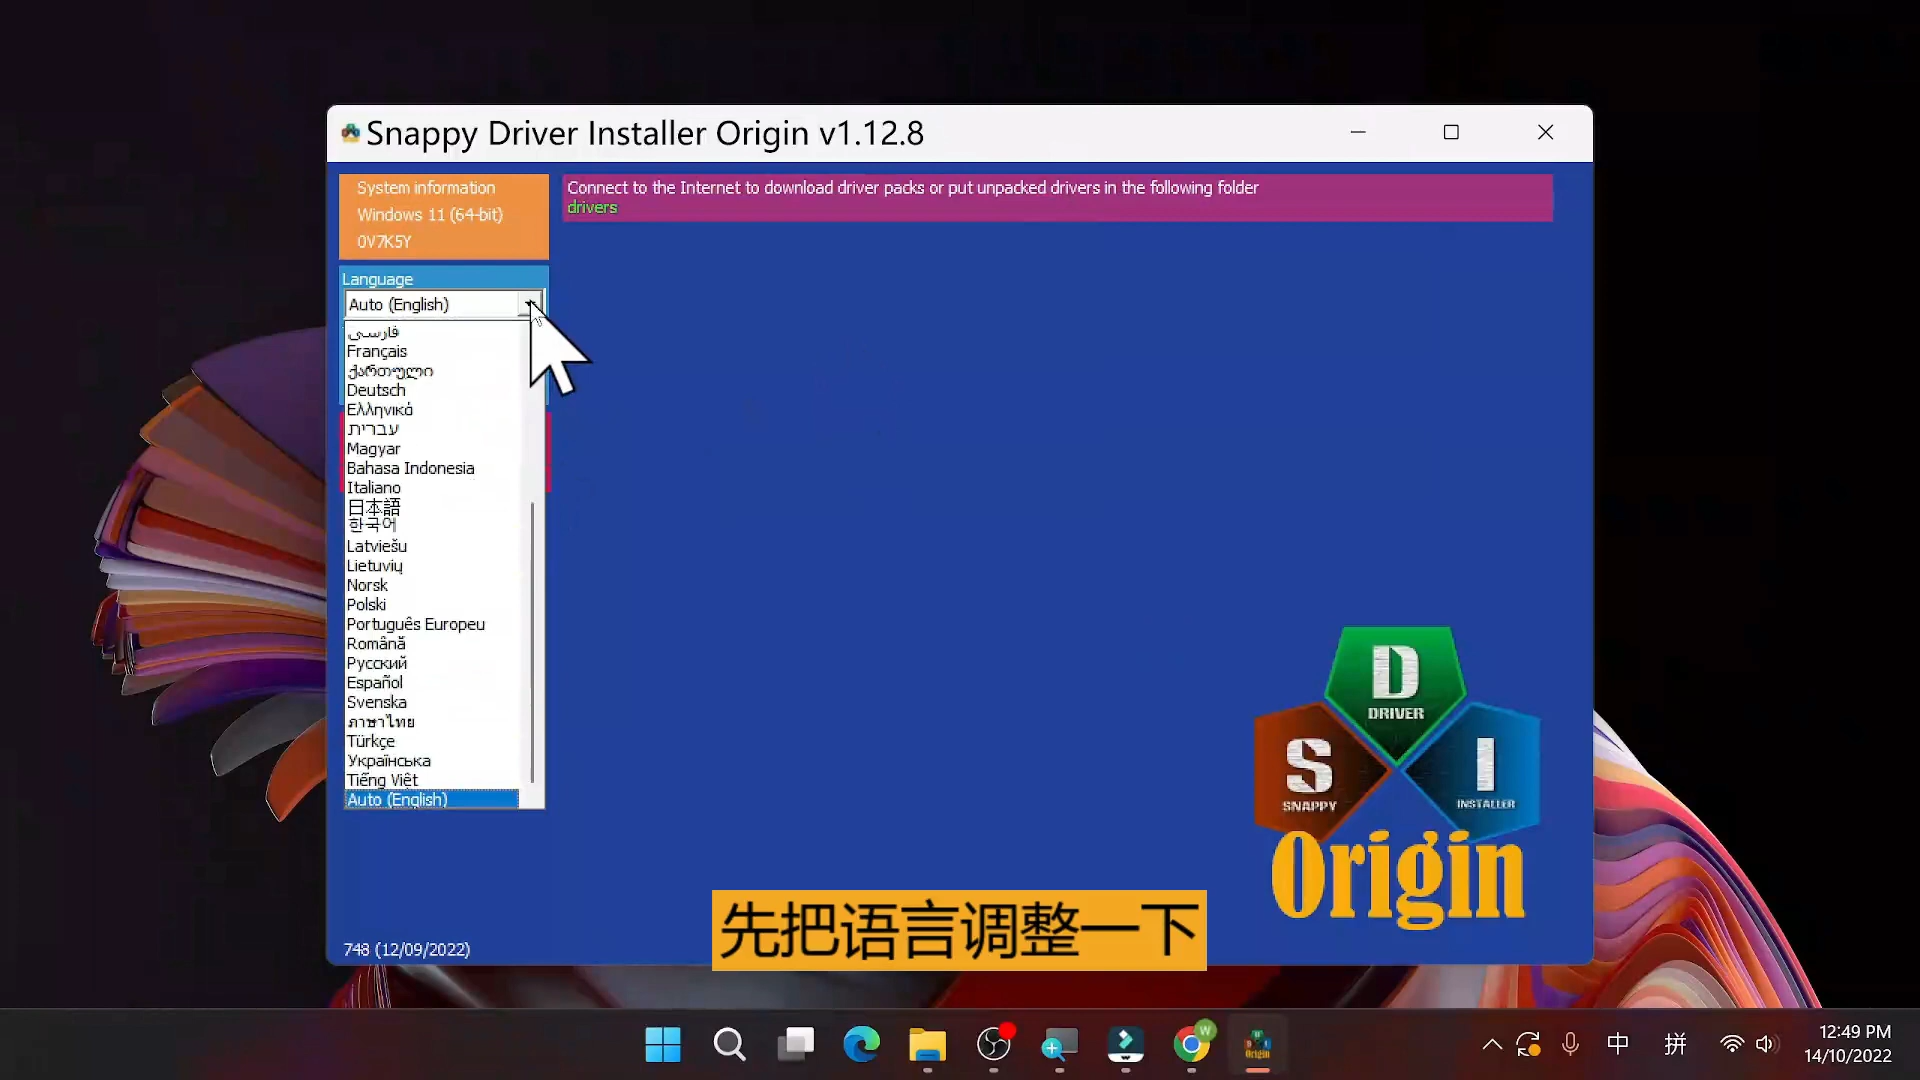 Snappy Driver Installer Origin v1.12.8
System information
Windows 11 (64-bit)
0V7K5Y
Connect to the Internet to download driver packs or put unpacked drivers in the following folder
drivers
Language
Auto (English)
فارسی
Français
ქართული
Deutsch
Ελληνικά
עברית
Magyar
Bahasa Indonesia
Italiano
日本語
한국어
Latviešu
Lietuvių
Norsk
Polski
Português Europeu
Română
Русский
Español
Svenska
ภาษาไทย
Türkçe
Українська
Tiếng Việt
Auto (English)
D
DRIVER
S
SNAPPY
I
INSTALLER
Origin
先把语言调整一下
748 (12/09/2022)
W
Origin
中
拼
12:49 PM
14/10/2022